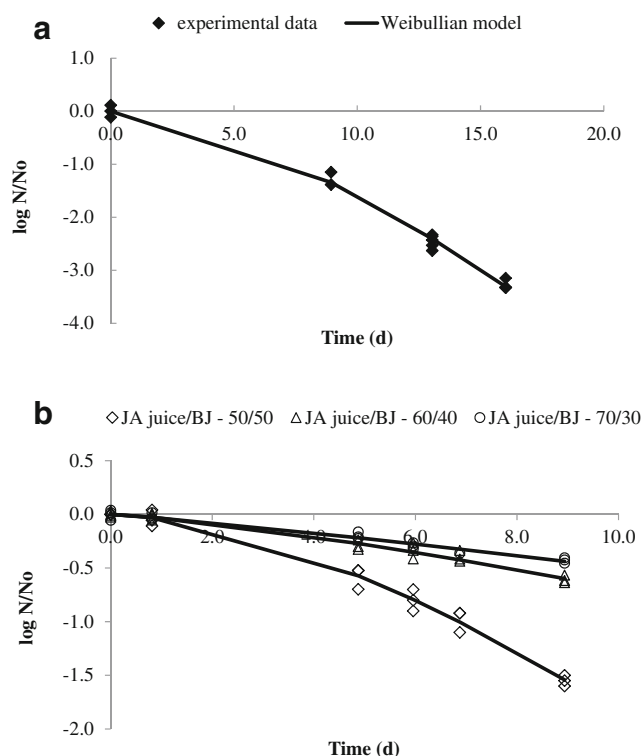 a
experimental data Weibullian model
1.0
0.0
0.0 5.0 10.0 15.0 20.0
-1.0
-2.0
-3.0
-4.0
log N/No
Time (d)
b
JA juice/BJ - 50/50 JA juice/BJ - 60/40 JA juice/BJ - 70/30
0.5
0.0
0.0 2.0 4.0 6.0 8.0 10.0
-0.5
-1.0
-1.5
-2.0
log N/No
Time (d)